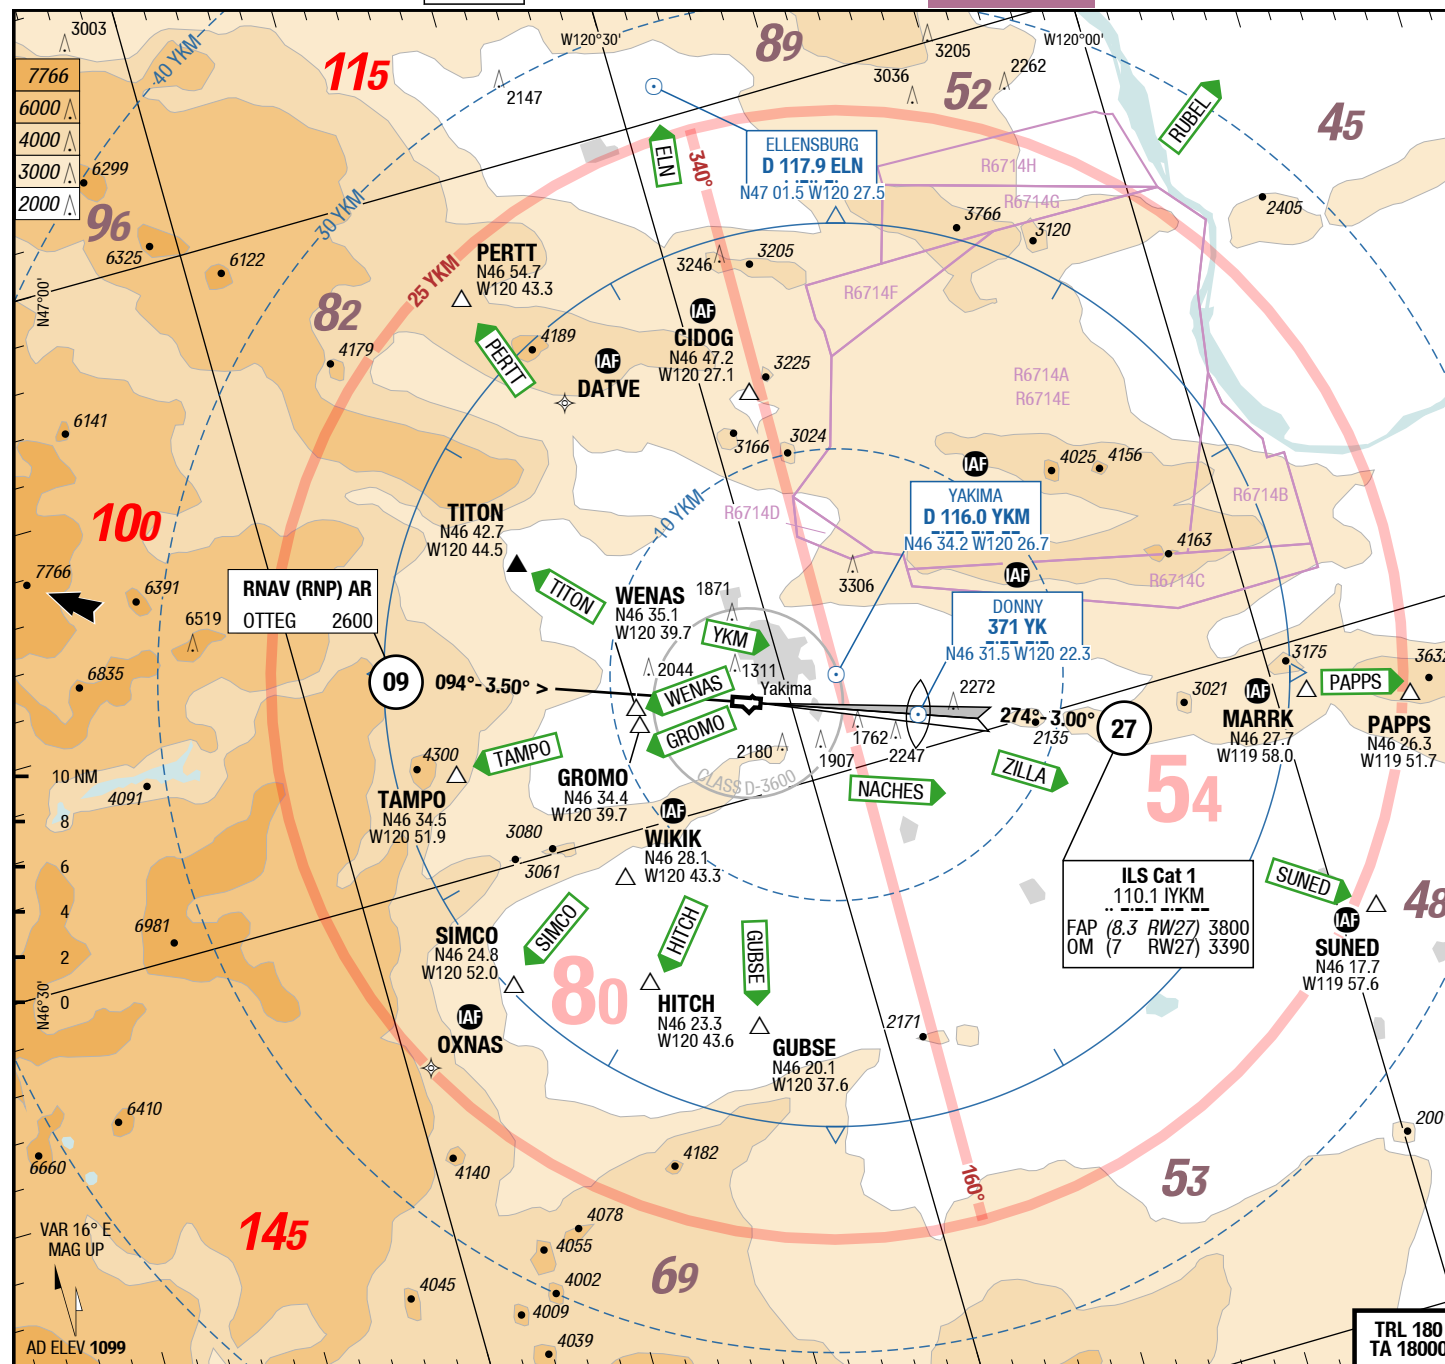 3003
W120°30'
W120°00'
40 YKM
115
89
3205
3036
2262
52
7766
6000
4000
3000
2000
2147
RUBEL
45
ELN
340°
ELLENSBURG
D 117.9 ELN
N47 01.5 W120 27.5
R6714H
R6714G
6299
96
30 YKM
3766
3120
2405
6325
6122
PERTT
N46 54.7
W120 43.3
25 YKM
3246
3205
N47°00'
82
R6714F
IAF
CIDOG
N46 47.2
W120 27.1
4179
PERTT
4189
IAF
DATVE
3225
R6714A
R6714E
6141
3166
3024
IAF
4025
4156
100
TITON
N46 42.7
W120 44.5
10 YKM
R6714D
YAKIMA
D 116.0 YKM
N46 34.2 W120 26.7
R6714B
4163
7766
6391
RNAV (RNP) AR
OTTEG 2600
TITON
WENAS
N46 35.1
W120 39.7
1871
3306
IAF
R6714C
6519
YKM
DONNY
371 YK
N46 31.5 W120 22.3
6835
09
094°- 3.50° >
2044
1311
WENAS
Yakima
2272
3175
PAPPS
3632
3021
IAF
MARRK
N46 27.7
W119 58.0
PAPPS
N46 26.3
W119 51.7
274°- 3.00°
27
2135
GROMO
2180
1907
1762
2247
4300
TAMPO
ZILLA
10 NM
4091
8
6
4
2
0
CLASS D-3600
NACHES
GROMO
N46 34.4
W120 39.7
54
TAMPO
N46 34.5
W120 51.9
IAF
WIKIK
N46 28.1
W120 43.3
3080
3061
ILS Cat 1
110.1 IYKM
FAP (8.3 RW27) 3800
OM (7 RW27) 3390
SUNED
48
6981
SIMCO
N46 24.8
W120 52.0
SIMCO
HITCH
GUBSE
IAF
SUNED
N46 17.7
W119 57.6
N46°30'
80
HITCH
N46 23.3
W120 43.6
IAF
OXNAS
GUBSE
N46 20.1
W120 37.6
2171
6410
6660
4140
4182
200
160°
53
VAR 16° E
MAG UP
145
4078
4055
69
4045
4002
4009
4039
AD ELEV 1099
TRL 180
TA 18000